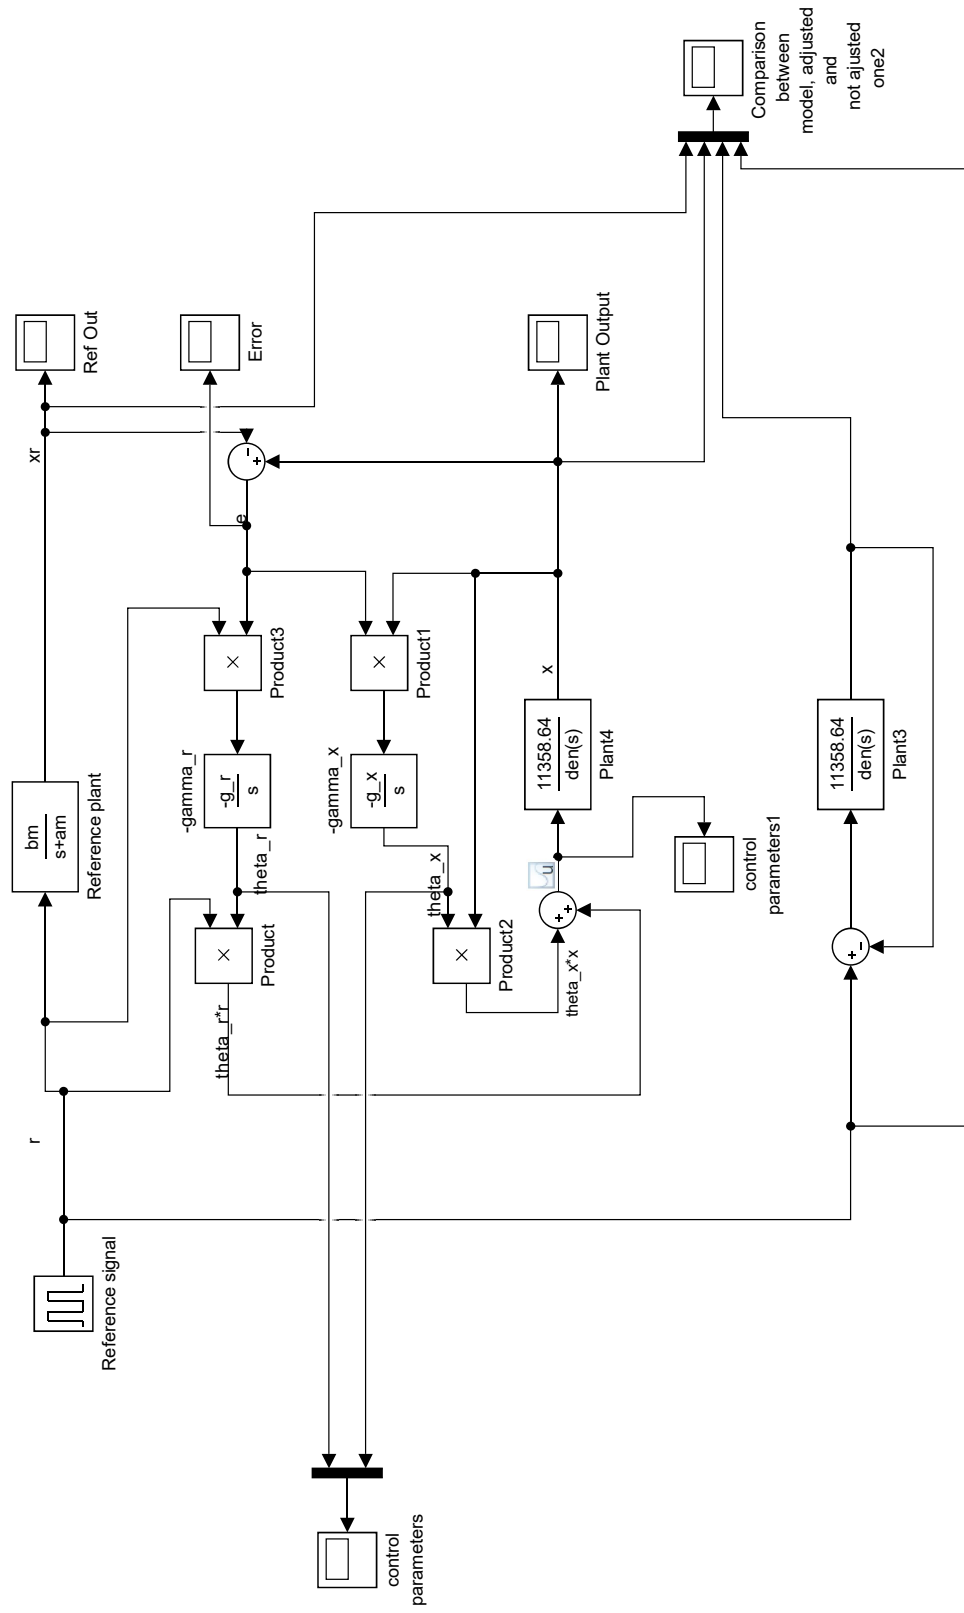 Reference signal
r
bm
s+am
Reference plant
xr
Ref Out
Error
e
-+
×
Product3
-gamma_r
-g_r
s
theta_r
×
Product
theta_r*r
×
Product1
-gamma_x
-g_x
s
theta_x
×
Product2
theta_x*x
++
u
11358.64
den(s)
Plant4
x
Plant Output
control
parameters1
control
parameters
+-
11358.64
den(s)
Plant3
Comparison
between
model, adjusted
and
not ajusted
one2